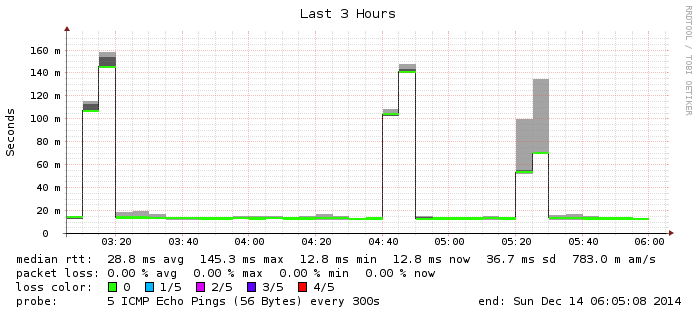 Last 3 Hours
RRDTOOL / TOBI OETIKER
Seconds
160 m
140 m
120 m
100 m
80 m
60 m
40 m
20 m
0
03:20 03:40 04:00 04:20 04:40 05:00 05:20 05:40 06:00
median rtt: 28.8 ms avg 145.3 ms max 12.8 ms min 12.8 ms now 36.7 ms sd 783.0 m am/s
packet loss: 0.00 % avg 0.00 % max 0.00 % min 0.00 % now
loss color: 0 1/5 2/5 3/5 4/5
probe: 5 ICMP Echo Pings (56 Bytes) every 300s end: Sun Dec 14 06:05:08 2014